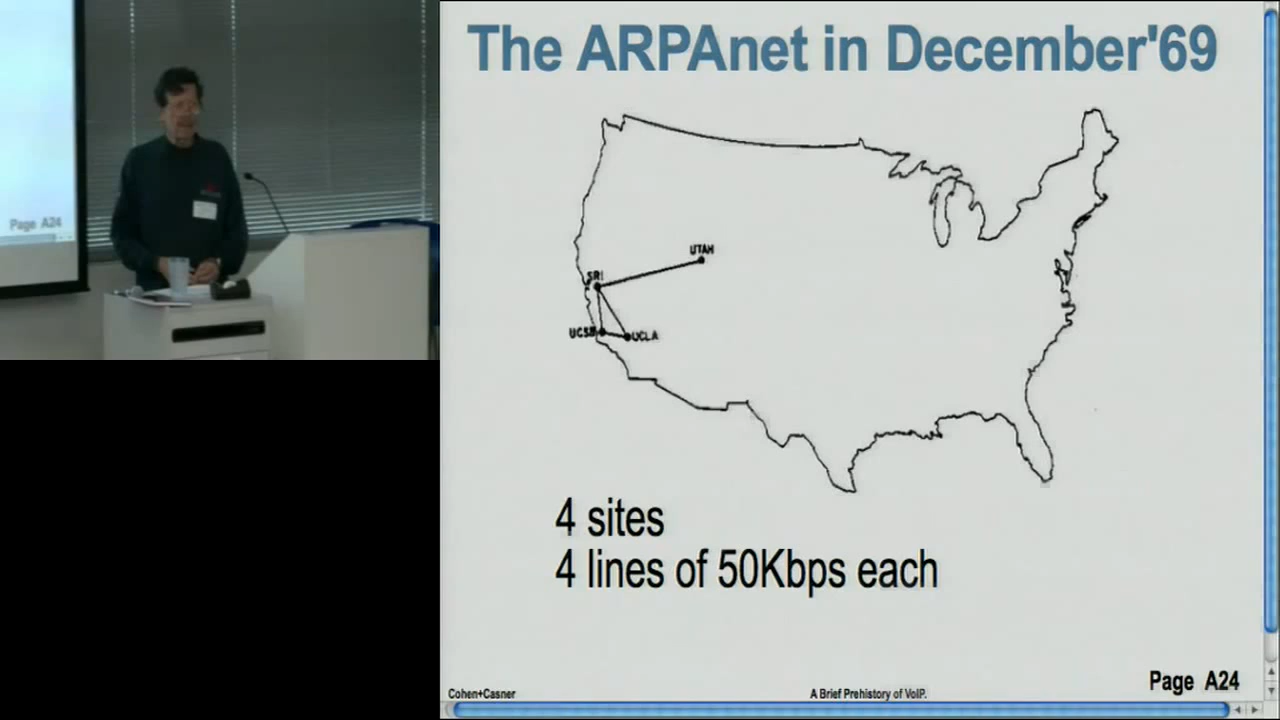 The ARPAnet in December'69
UTAH
SRI
UCSB
UCLA
4 sites
4 lines of 50Kbps each
Page A24
Cohen+Casner
A Brief Prehistory of VoIP.
Page A24